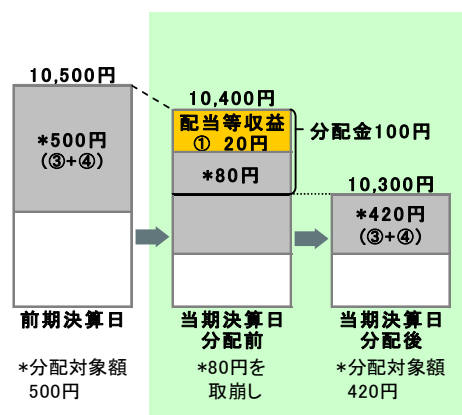 10,500円
*500円
(③+④)
前期決算日
*分配対象額
500円
10,400円
配当等収益
① 20円
*80円
分配金100円
当期決算日
分配前
*80円を
取崩し
10,300円
*420円
(③+④)
当期決算日
分配後
*分配対象額
420円